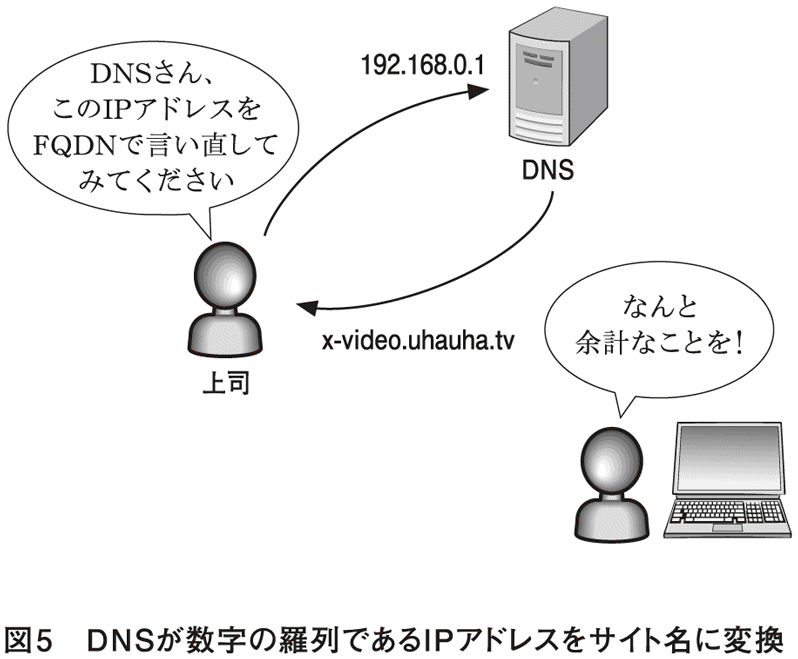 DNSさん、
このIPアドレスを
FQDNで言い直して
みてください
192.168.0.1
DNS
上司
x-video.uhauha.tv
なんと
余計なことを!
図5 DNSが数字の羅列であるIPアドレスをサイト名に変換